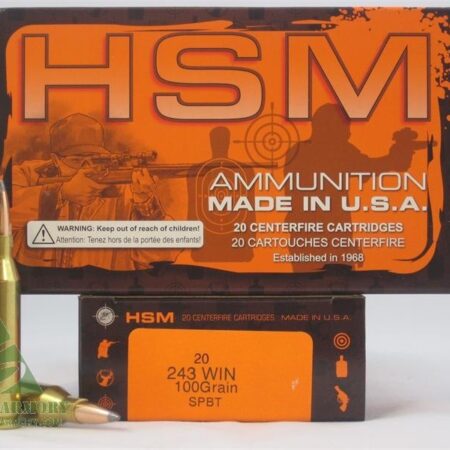 HSM
AMMUNITION
MADE IN U.S.A.
20 CENTERFIRE CARTRIDGES
20 CARTOUCHES CENTERFIRE
Established in 1968
WARNING: Keep out of reach of children!
Attention: Tenez hors de la portée des enfants!
HSM 20 CENTERFIRE CARTRIDGES MADE IN U.S.A.
20
243 WIN
100Grain
SPBT
ARMORY